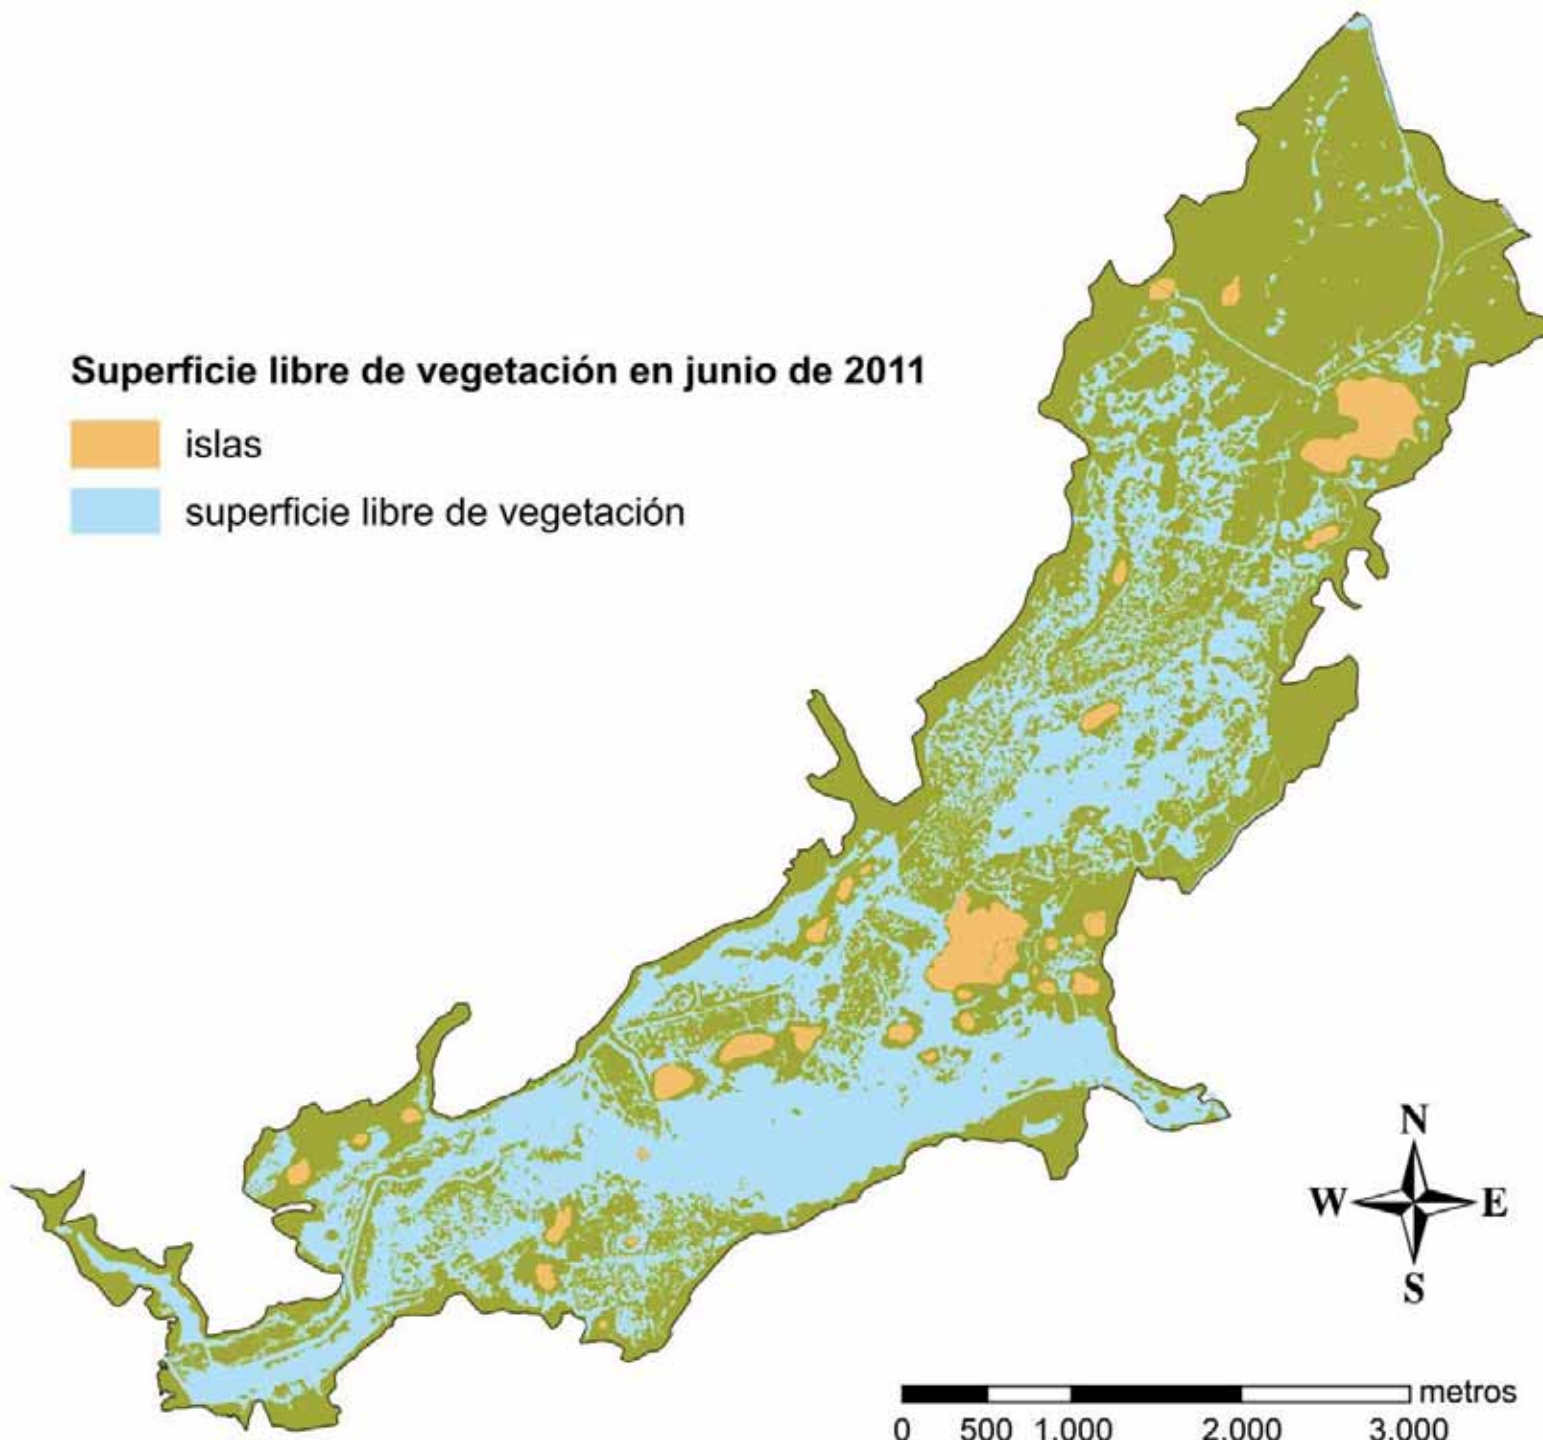 Superficie libre de vegetación en junio de 2011
islas
superficie libre de vegetación
N
W E
S
metros
0 500 1.000 2.000 3.000